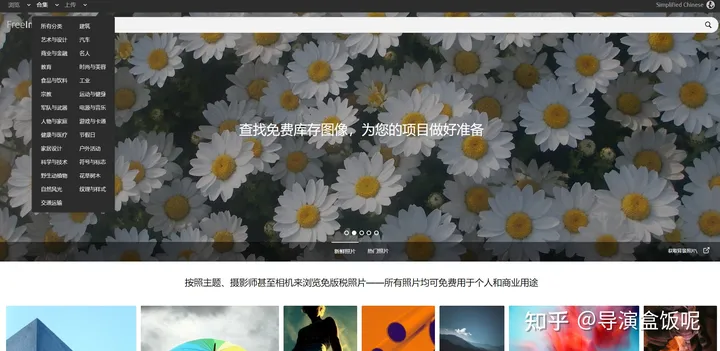 浏览 合集 上传 Simplified Chinese
FreeIm
所有分类 建筑
艺术与设计 汽车
商业与金融 名人
教育 时尚与美容
食品与饮料 工业
宗教 运动与健身
军队与武器 电影与音乐
人物与家庭 游戏与卡通
健康与医疗 节假日
家居设计 户外活动
科学与技术 符号与标志
野生动植物 花草树木
自然风光 纹理与样式
交通运输
查找免费库存图像，为您的项目做好准备
新鲜照片 热门照片 获取背景照片
按照主题、摄影师甚至相机来浏览免版税照片——所有照片均可免费用于个人和商业用途
知乎 @导演盒饭呢